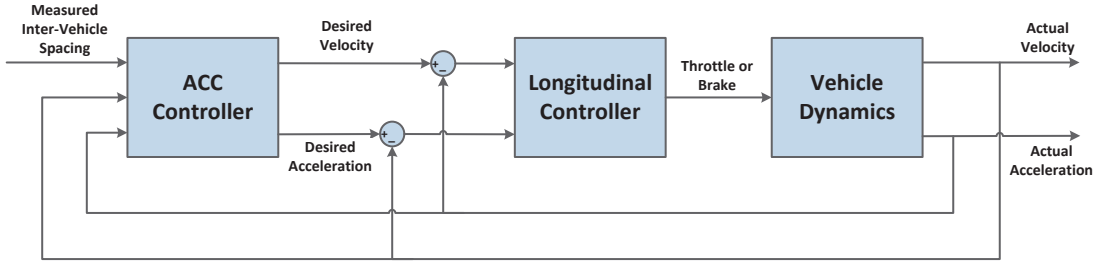 Measured
Inter-Vehicle
Spacing
ACC
Controller
Desired
Velocity
+
−
Desired
Acceleration
+
−
Longitudinal
Controller
Throttle or
Brake
Vehicle
Dynamics
Actual
Velocity
Actual
Acceleration